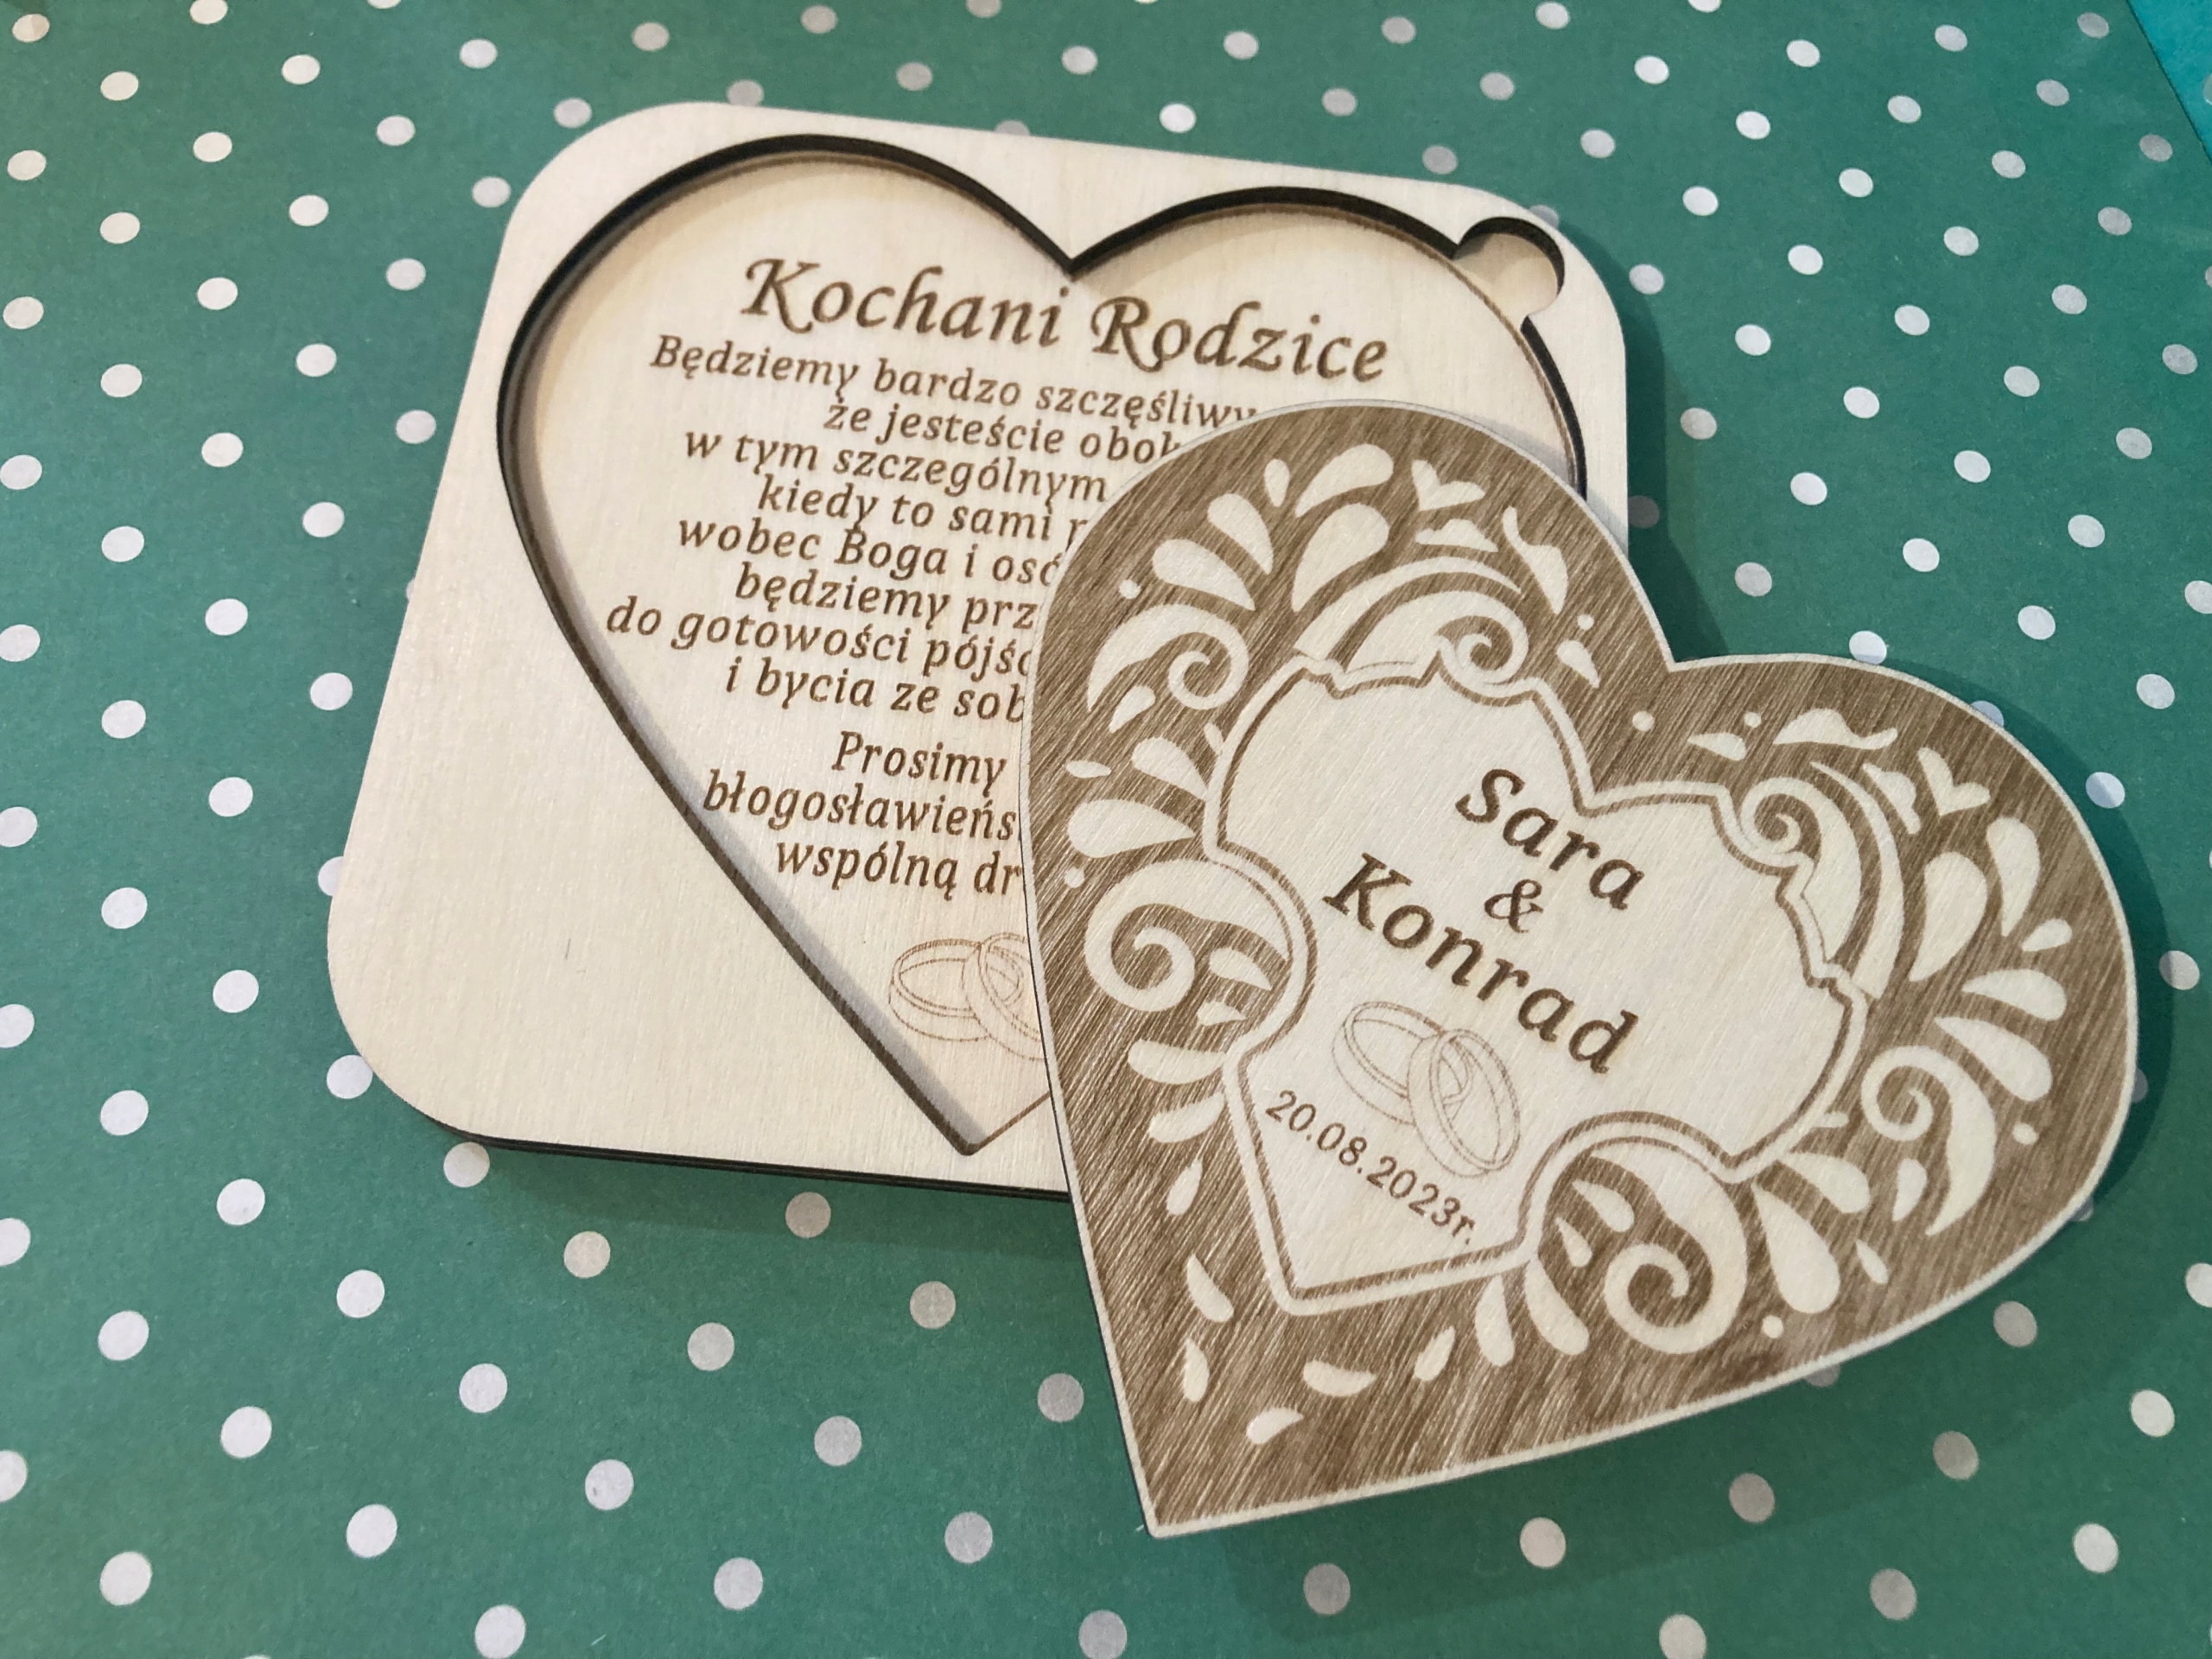 Kochani Rodzice
Będziemy bardzo szczęśliwi
że jesteście obok
w tym szczególnym
kiedy to sami
wobec Boga i
będziemy
do gotowości
i bycia ze
Prosimy
wspólną
Sara
&
Konrad
20.08.2023r.